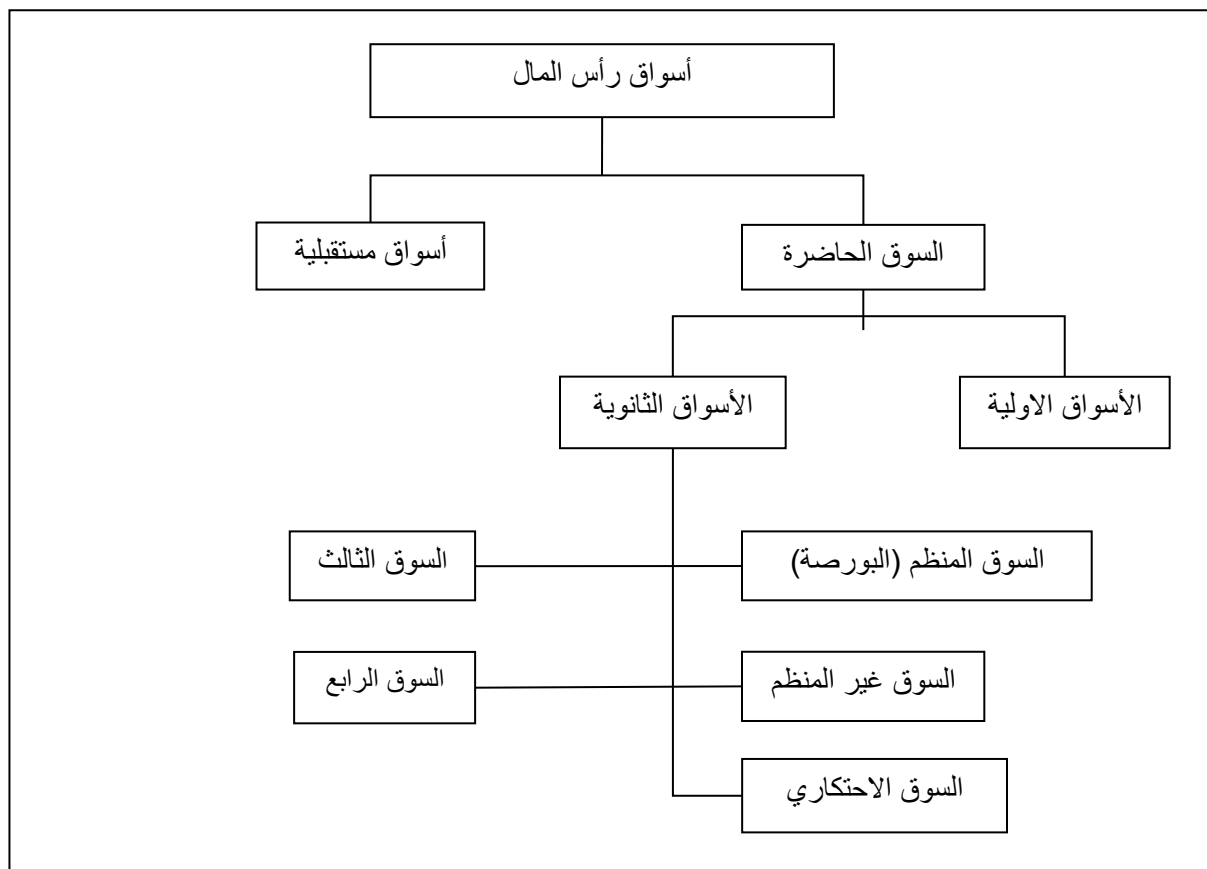 أسواق رأس المال
السوق الحاضرة
أسواق مستقبلية
الأسواق الاولية
الأسواق الثانوية
السوق المنظم (البورصة)
السوق الثالث
السوق غير المنظم
السوق الرابع
السوق الاحتكاري